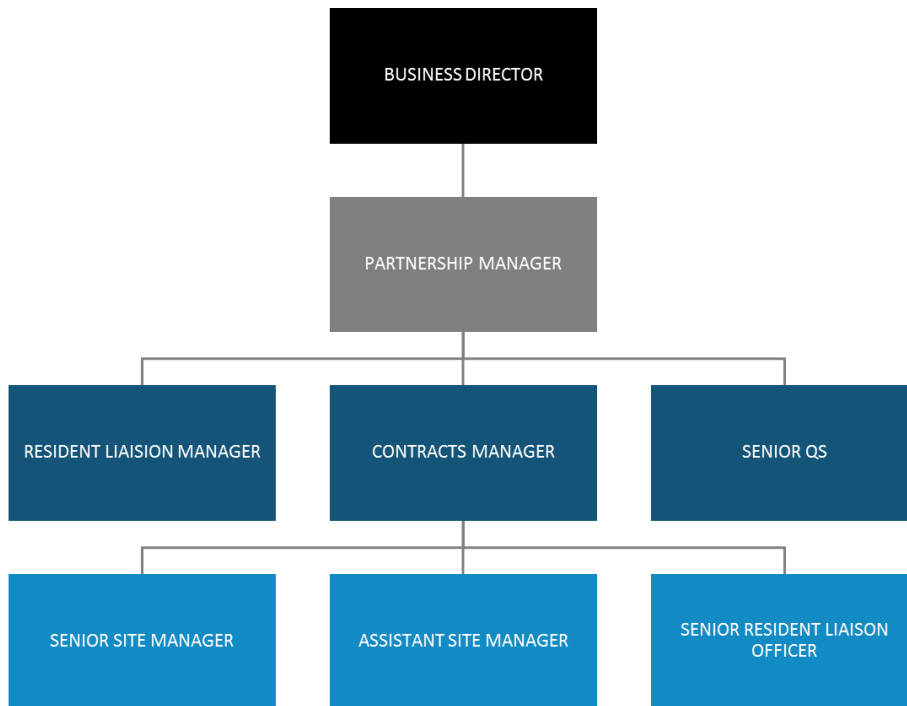 BUSINESS DIRECTOR
PARTNERSHIP MANAGER
RESIDENT LIAISION MANAGER
CONTRACTS MANAGER
SENIOR QS
SENIOR SITE MANAGER
ASSISTANT SITE MANAGER
SENIOR RESIDENT LIAISON
OFFICER